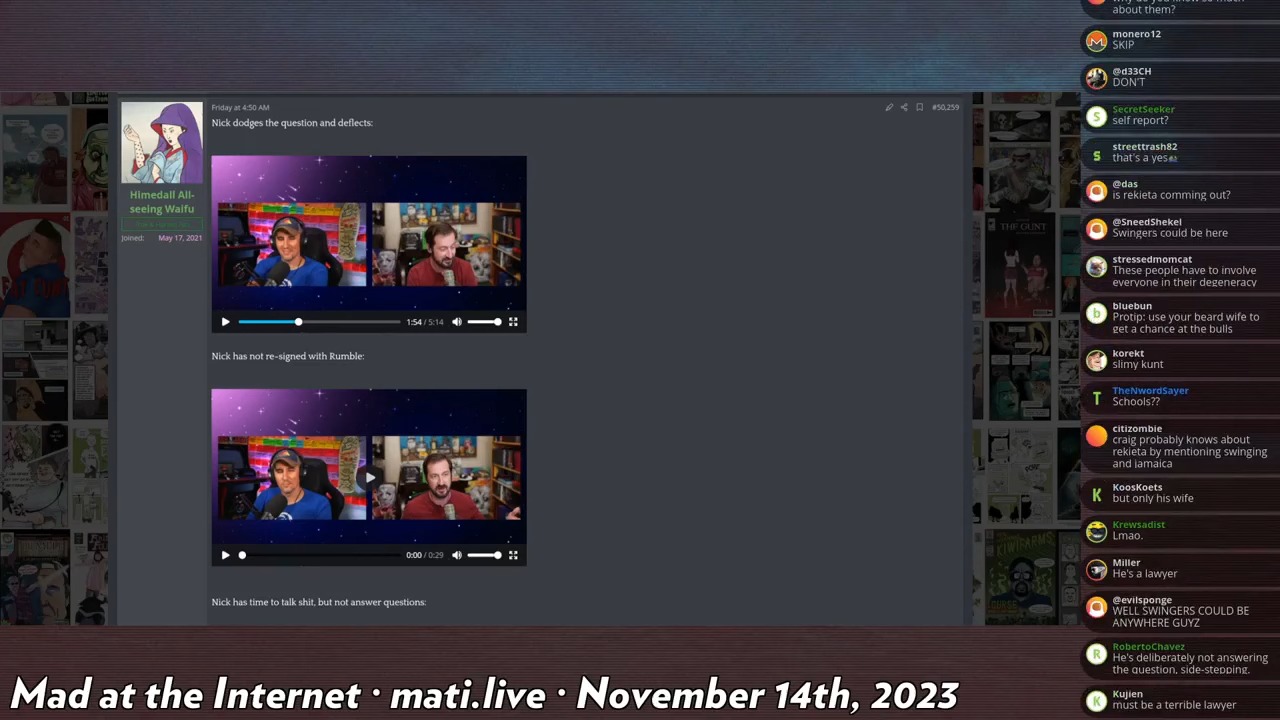 Friday at 4:50 AM
#50,259
Nick dodges the question and deflects:
Himedall All-
seeing Waifu
Joined: May 17, 2021
1:54 / 5:14
Nick has not re-signed with Rumble:
0:00 / 0:29
Nick has time to talk shit, but not answer questions:
THE GUNT
KIWIFARMS
about them?
monero12
SKIP
@d33CH
DON'T
S
SecretSeeker
self report?
s
streettrash82
that's a yes
@das
is rekieta comming out?
@SneedShekel
Swingers could be here
stressedmomcat
These people have to involve
everyone in their degeneracy
b
bluebun
Protip: use your beard wife to
get a chance at the bulls
korekt
slimy kunt
T
TheNwordSayer
Schools??
citizombie
craig probably knows about
rekieta by mentioning swinging
and jamaica
K
KoosKoets
but only his wife
Krewsadist
Lmao.
Miller
He's a lawyer
@evilsponge
WELL SWINGERS COULD BE
ANYWHERE GUYZ
R
RobertoChavez
He's deliberately not answering
the question, side-stepping.
K
Kujien
must be a terrible lawyer
Mad at the Internet · mati.live · November 14th, 2023